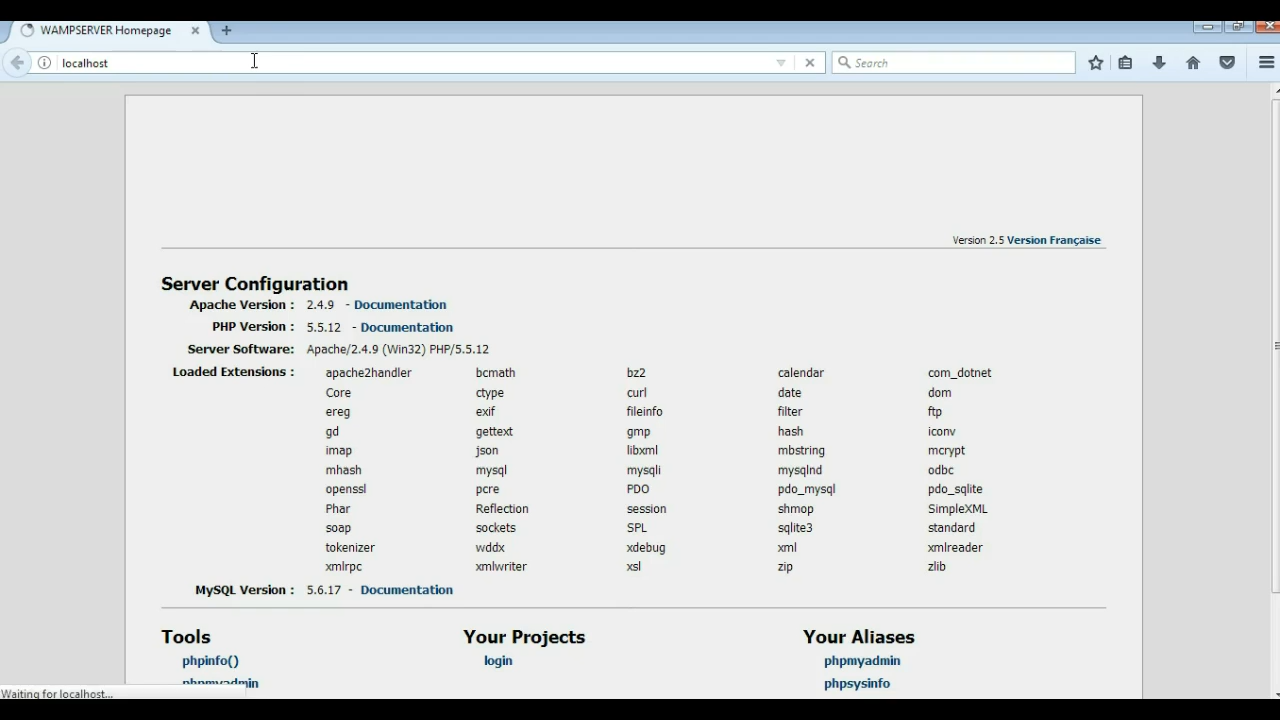 WAMPSERVER Homepage
localhost
Search
Version 2.5 Version Française
Server Configuration
Apache Version : 2.4.9 - Documentation
PHP Version : 5.5.12 - Documentation
Server Software: Apache/2.4.9 (Win32) PHP/5.5.12
Loaded Extensions : apache2handler bcmath bz2 calendar com_dotnet
Core ctype curl date dom
ereg exif fileinfo filter ftp
gd gettext gmp hash iconv
imap json libxml mbstring mcrypt
mhash mysql mysqli mysqlnd odbc
openssl pcre PDO pdo_mysql pdo_sqlite
Phar Reflection session shmop SimpleXML
soap sockets SPL sqlite3 standard
tokenizer wddx xdebug xml xmlreader
xmlrpc xmlwriter xsl zip zlib
MySQL Version : 5.6.17 - Documentation
Tools Your Projects Your Aliases
phpinfo() login phpmyadmin
phpmyadmin phpsysinfo
Waiting for localhost...